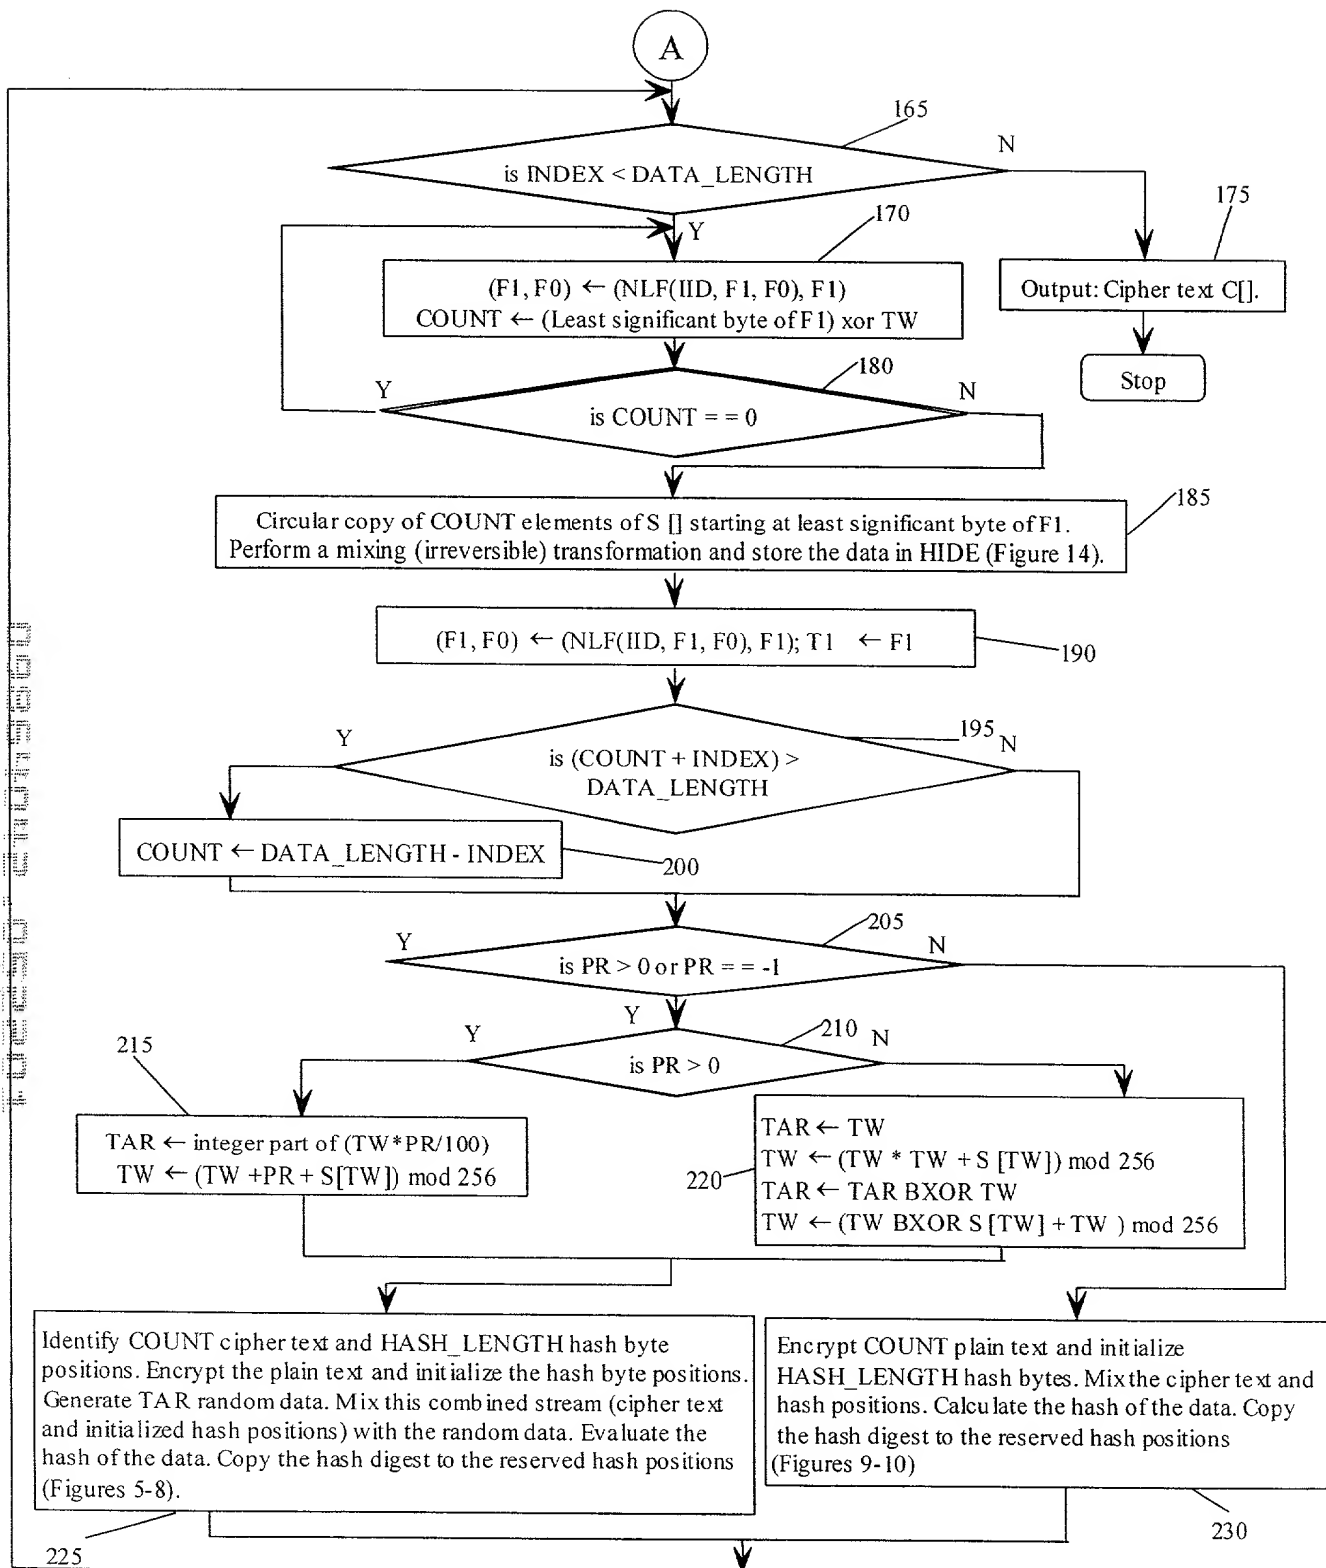 A
165
N
is INDEX < DATA_LENGTH
175
170
Y
(F1, F0) ← (NLF(IID, F1, F0), F1)
COUNT ← (Least significant byte of F1) xor TW
Output: Cipher text C[].
180
Y
N
Stop
is COUNT = = 0
185
Circular copy of COUNT elements of S [] starting at least significant byte of F1.
Perform a mixing (irreversible) transformation and store the data in HIDE (Figure 14).
(F1, F0) ← (NLF(IID, F1, F0), F1); T1 ← F1
190
195
Y
N
is (COUNT + INDEX) >
DATA_LENGTH
COUNT ← DATA_LENGTH - INDEX
200
205
Y
N
is PR > 0 or PR = = -1
Y
Y
210
N
215
is PR > 0
TAR ← integer part of (TW*PR/100)
TW ← (TW +PR + S[TW]) mod 256
220
TAR ← TW
TW ← (TW * TW + S [TW]) mod 256
TAR ← TAR BXOR TW
TW ← (TW BXOR S [TW] + TW ) mod 256
Identify COUNT cipher text and HASH_LENGTH hash byte
positions. Encrypt the plain text and initialize the hash byte positions.
Generate TAR random data. Mix this combined stream (cipher text
and initialized hash positions) with the random data. Evaluate the
hash of the data. Copy the hash digest to the reserved hash positions
(Figures 5-8).
Encrypt COUNT plain text and initialize
HASH_LENGTH hash bytes. Mix the cipher text and
hash positions. Calculate the hash of the data. Copy
the hash digest to the reserved hash positions
(Figures 9-10)
225
230